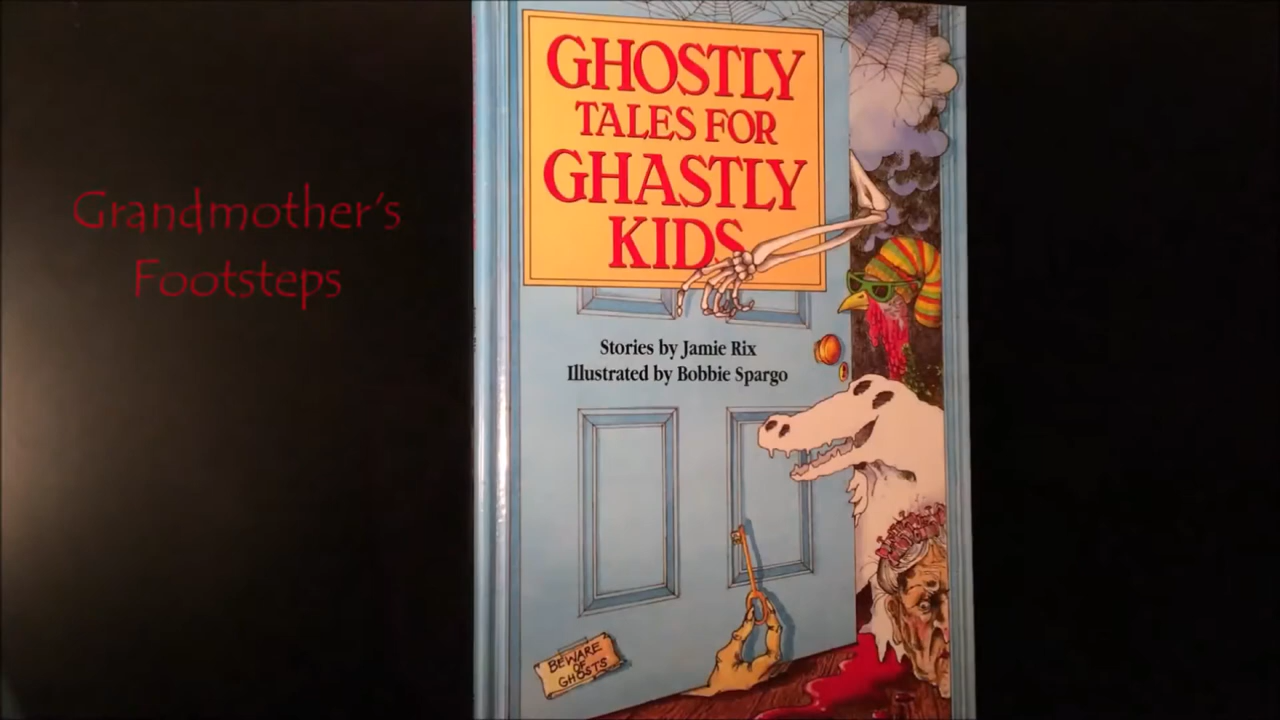 Grandmother's
Footsteps
GHOSTLY
TALES FOR
GHASTLY
KIDS
Stories by Jamie Rix
Illustrated by Bobbie Spargo
BEWARE
OF
GHOSTS